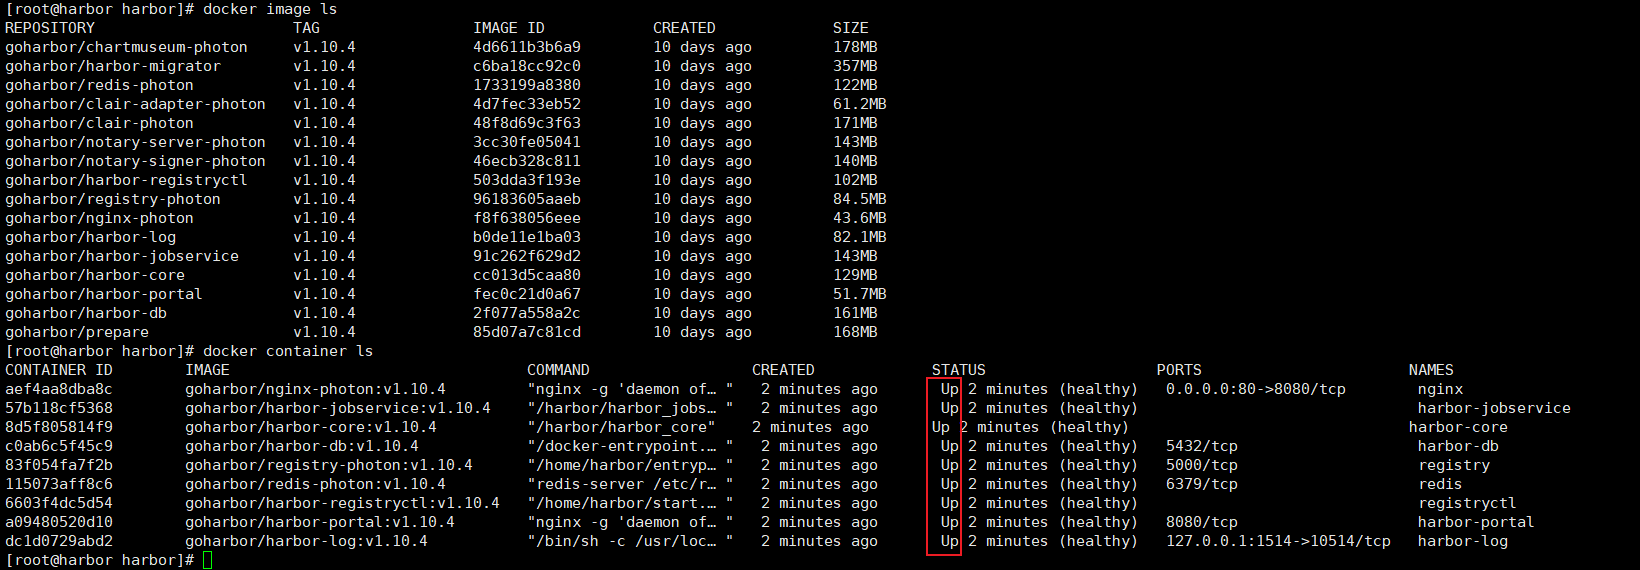 [root@harbor harbor]# docker image ls
REPOSITORY TAG IMAGE ID CREATED SIZE
goharbor/chartmuseum-photon v1.10.4 4d6611b3b6a9 10 days ago 178MB
goharbor/harbor-migrator v1.10.4 c6ba18cc92c0 10 days ago 357MB
goharbor/redis-photon v1.10.4 1733199a8380 10 days ago 122MB
goharbor/clair-adapter-photon v1.10.4 4d7fec33eb52 10 days ago 61.2MB
goharbor/clair-photon v1.10.4 48f8d69c3f63 10 days ago 171MB
goharbor/notary-server-photon v1.10.4 3cc30fe05041 10 days ago 143MB
goharbor/notary-signer-photon v1.10.4 46ecb328c811 10 days ago 140MB
goharbor/harbor-registryctl v1.10.4 503dda3f193e 10 days ago 102MB
goharbor/registry-photon v1.10.4 96183605aaeb 10 days ago 84.5MB
goharbor/nginx-photon v1.10.4 f8f638056eee 10 days ago 43.6MB
goharbor/harbor-log v1.10.4 b0de11e1ba03 10 days ago 82.1MB
goharbor/harbor-jobservice v1.10.4 91c262f629d2 10 days ago 143MB
goharbor/harbor-core v1.10.4 cc013d5caa80 10 days ago 129MB
goharbor/harbor-portal v1.10.4 fec0c21d0a67 10 days ago 51.7MB
goharbor/harbor-db v1.10.4 2f077a558a2c 10 days ago 161MB
goharbor/prepare v1.10.4 85d07a7c81cd 10 days ago 168MB
[root@harbor harbor]# docker container ls
CONTAINER ID IMAGE COMMAND CREATED STATUS PORTS NAMES
aef4aa8dba8c goharbor/nginx-photon:v1.10.4 "nginx -g 'daemon of… " 2 minutes ago Up 2 minutes (healthy) 0.0.0.0:80->8080/tcp nginx
57b118cf5368 goharbor/harbor-jobservice:v1.10.4 "/harbor/harbor_jobs… " 2 minutes ago Up 2 minutes (healthy) harbor-jobservice
8d5f805814f9 goharbor/harbor-core:v1.10.4 "/harbor/harbor_core" 2 minutes ago Up 2 minutes (healthy) harbor-core
c0ab6c5f45c9 goharbor/harbor-db:v1.10.4 "/docker-entrypoint.… " 2 minutes ago Up 2 minutes (healthy) 5432/tcp harbor-db
83f054fa7f2b goharbor/registry-photon:v1.10.4 "/home/harbor/entryp… " 2 minutes ago Up 2 minutes (healthy) 5000/tcp registry
115073aff8c6 goharbor/redis-photon:v1.10.4 "redis-server /etc/r… " 2 minutes ago Up 2 minutes (healthy) 6379/tcp redis
6603f4dc5d54 goharbor/harbor-registryctl:v1.10.4 "/home/harbor/start.… " 2 minutes ago Up 2 minutes (healthy) registryctl
a09480520d10 goharbor/harbor-portal:v1.10.4 "nginx -g 'daemon of… " 2 minutes ago Up 2 minutes (healthy) 8080/tcp harbor-portal
dc1d0729abd2 goharbor/harbor-log:v1.10.4 "/bin/sh -c /usr/loc… " 2 minutes ago Up 2 minutes (healthy) 127.0.0.1:1514->10514/tcp harbor-log
[root@harbor harbor]#